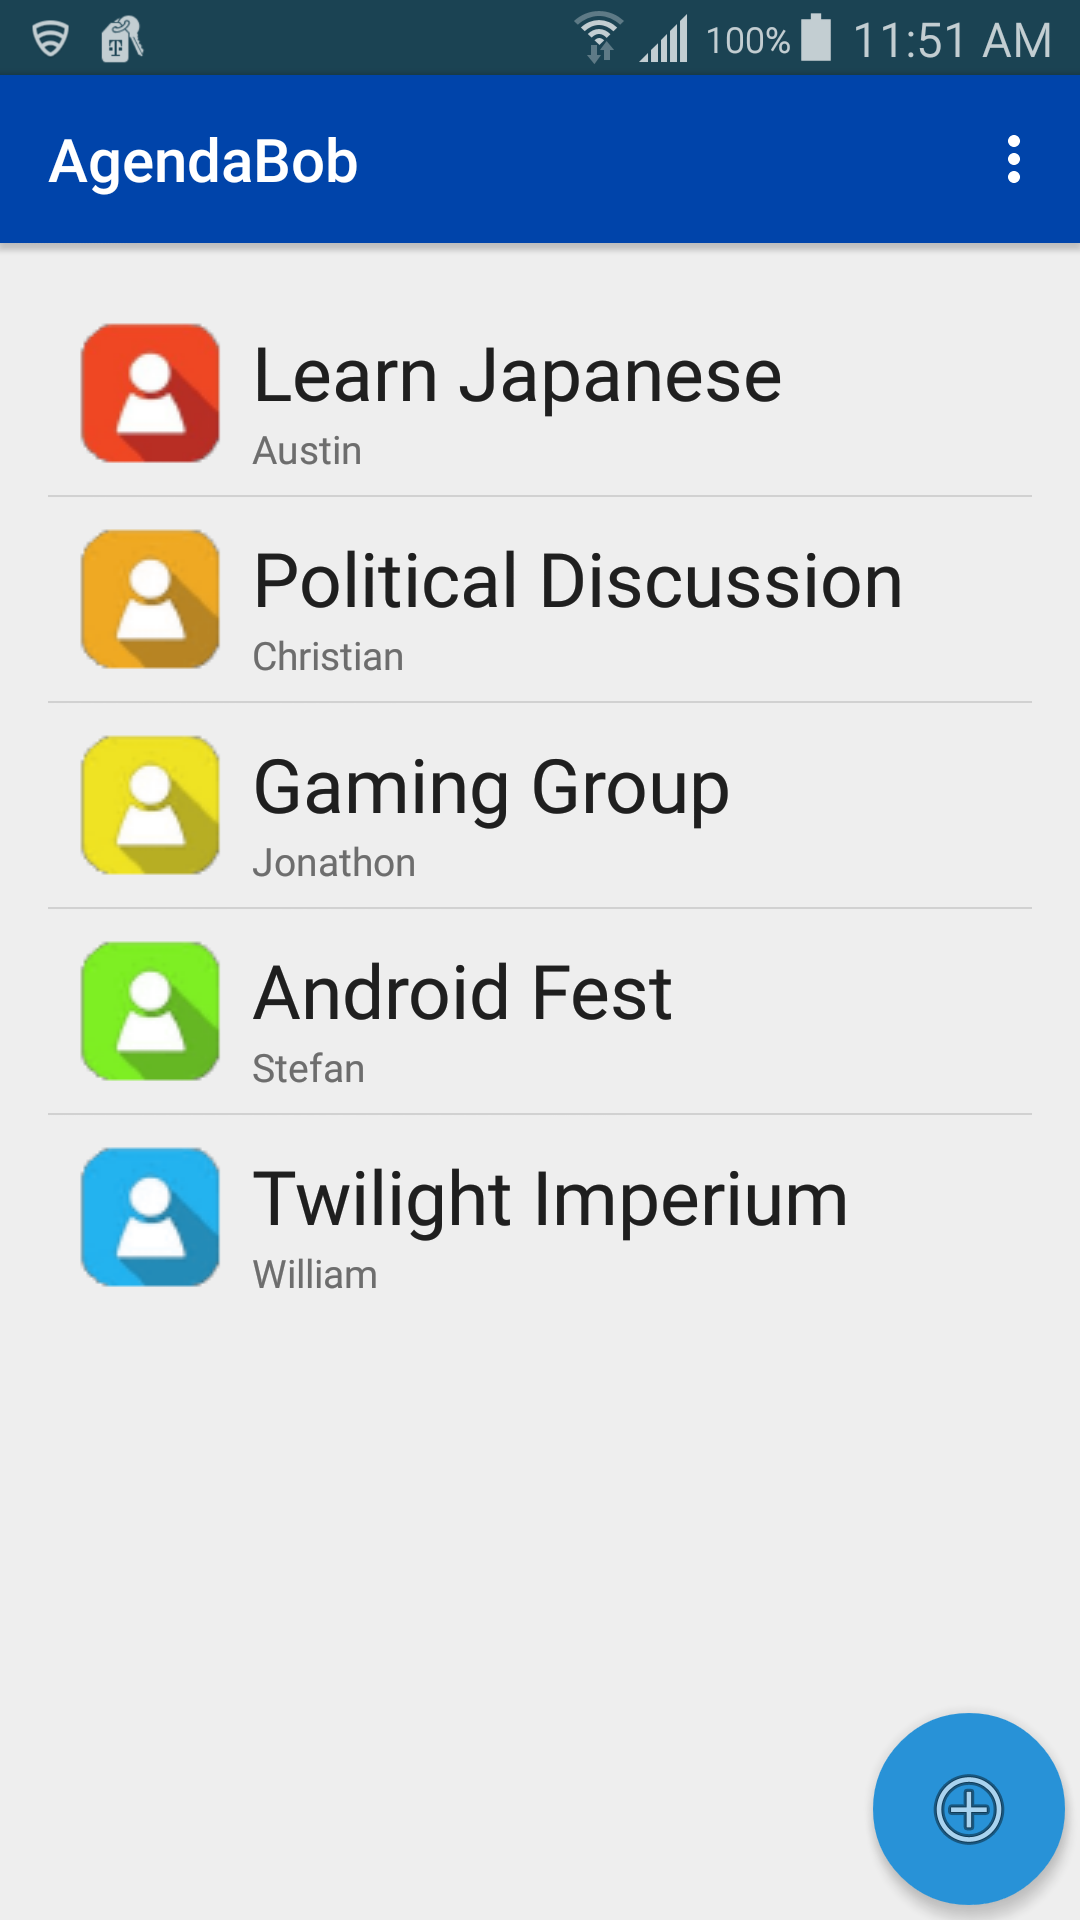 100% 11:51 AM
AgendaBob
Learn Japanese
Austin
Political Discussion
Christian
Gaming Group
Jonathon
Android Fest
Stefan
Twilight Imperium
William